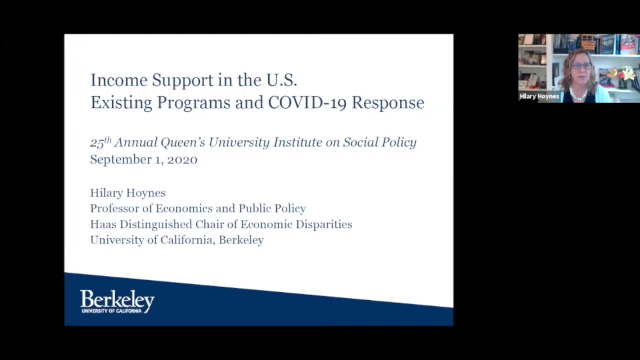 Income Support in the U.S.
Existing Programs and COVID-19 Response
25th Annual Queen's University Institute on Social Policy
September 1, 2020
Hilary Hoynes
Professor of Economics and Public Policy
Haas Distinguished Chair of Economic Disparities
University of California, Berkeley
Berkeley
UNIVERSITY OF CALIFORNIA
Hilary Hoynes